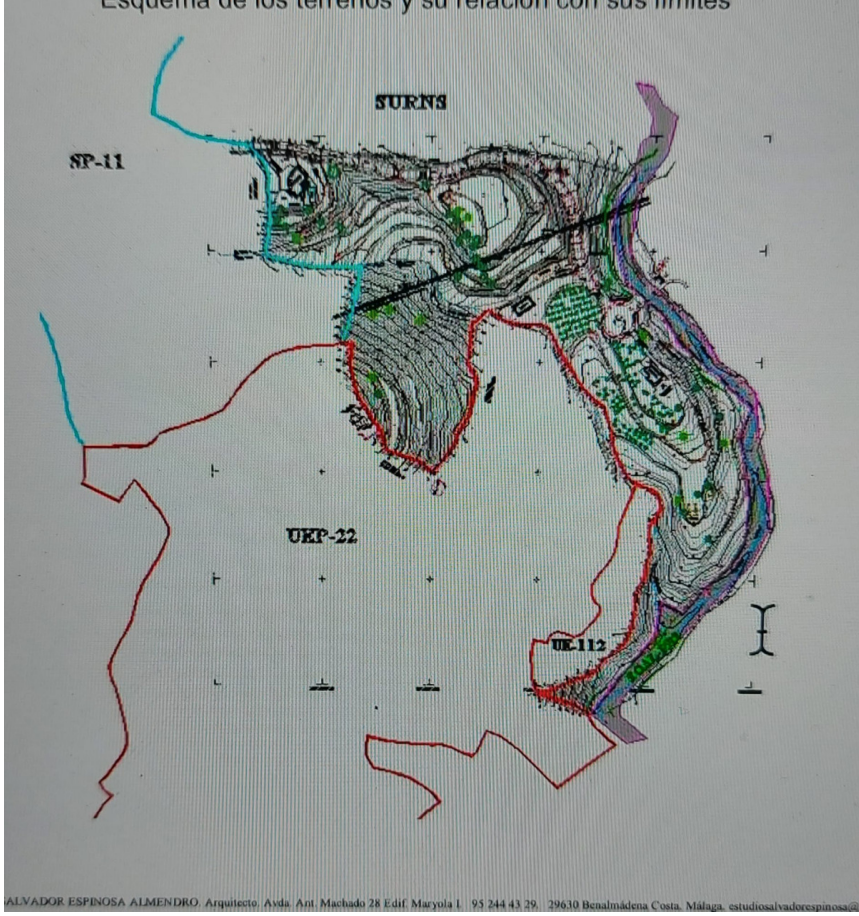 Esquema de los terrenos y su relación con sus límites
SURNS
SP-11
UEP-22
UE-112
SALVADOR ESPINOSA ALMENDRO. Arquitecto. Avda. Ant. Machado 28 Edif. Maryola I. 95 244 43 29. 29630 Benalmádena Costa. Málaga. estudiosalvadorespinosa@